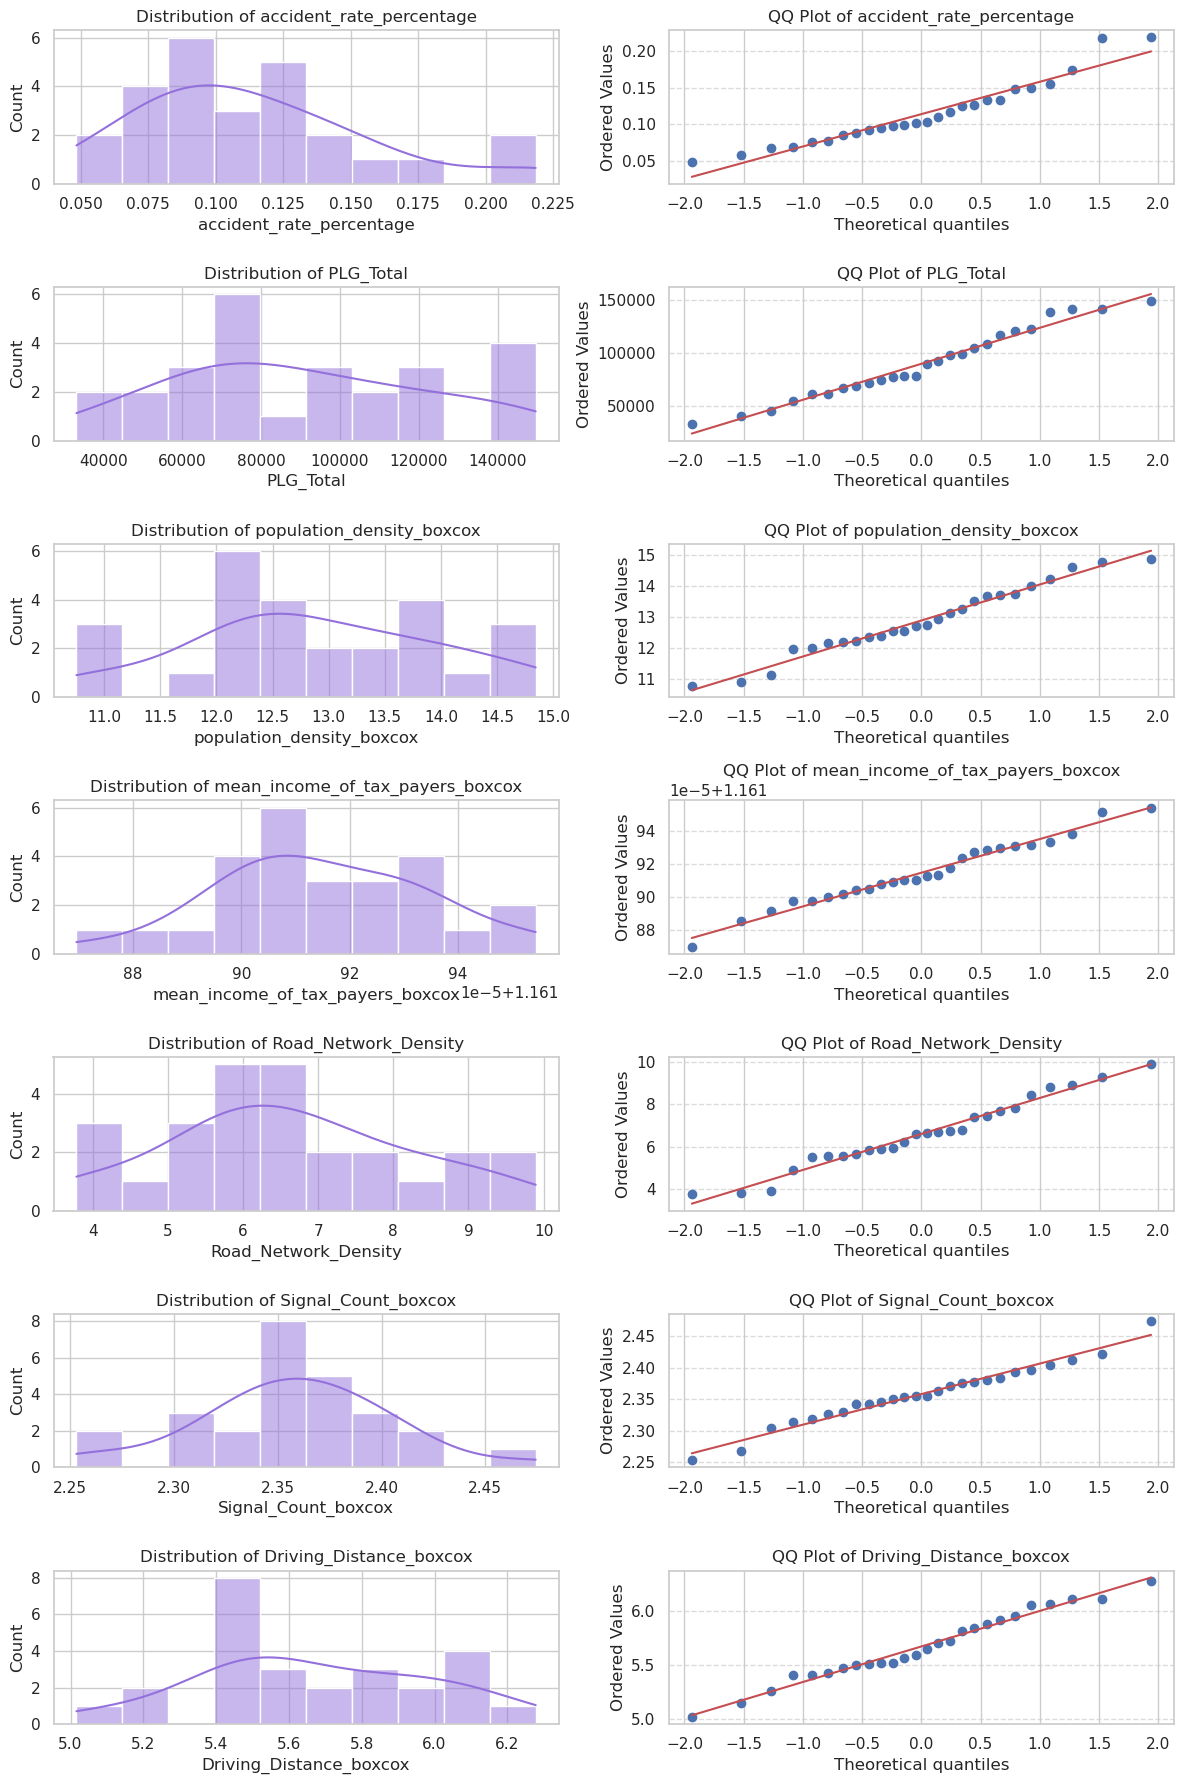 Distribution of accident_rate_percentage
QQ Plot of accident_rate_percentage
Count
6
4
2
0
0.050 0.075 0.100 0.125 0.150 0.175 0.200 0.225
accident_rate_percentage
Ordered Values
0.20
0.15
0.10
0.05
−2.0 −1.5 −1.0 −0.5 0.0 0.5 1.0 1.5 2.0
Theoretical quantiles
Distribution of PLG_Total
QQ Plot of PLG_Total
Count
6
4
2
0
40000 60000 80000 100000 120000 140000
PLG_Total
Ordered Values
150000
100000
50000
−2.0 −1.5 −1.0 −0.5 0.0 0.5 1.0 1.5 2.0
Theoretical quantiles
Distribution of population_density_boxcox
QQ Plot of population_density_boxcox
Count
6
4
2
0
11.0 11.5 12.0 12.5 13.0 13.5 14.0 14.5 15.0
population_density_boxcox
Ordered Values
15
14
13
12
11
−2.0 −1.5 −1.0 −0.5 0.0 0.5 1.0 1.5 2.0
Theoretical quantiles
Distribution of mean_income_of_tax_payers_boxcox
QQ Plot of mean_income_of_tax_payers_boxcox
Count
6
4
2
0
88 90 92 94
mean_income_of_tax_payers_boxcox
1e−5+1.161
1e−5+1.161
Ordered Values
94
92
90
88
−2.0 −1.5 −1.0 −0.5 0.0 0.5 1.0 1.5 2.0
Theoretical quantiles
Distribution of Road_Network_Density
QQ Plot of Road_Network_Density
Count
4
2
0
4 5 6 7 8 9 10
Road_Network_Density
Ordered Values
10
8
6
4
−2.0 −1.5 −1.0 −0.5 0.0 0.5 1.0 1.5 2.0
Theoretical quantiles
Distribution of Signal_Count_boxcox
QQ Plot of Signal_Count_boxcox
Count
8
6
4
2
0
2.25 2.30 2.35 2.40 2.45
Signal_Count_boxcox
Ordered Values
2.45
2.40
2.35
2.30
2.25
−2.0 −1.5 −1.0 −0.5 0.0 0.5 1.0 1.5 2.0
Theoretical quantiles
Distribution of Driving_Distance_boxcox
QQ Plot of Driving_Distance_boxcox
Count
8
6
4
2
0
5.0 5.2 5.4 5.6 5.8 6.0 6.2
Driving_Distance_boxcox
Ordered Values
6.0
5.5
5.0
−2.0 −1.5 −1.0 −0.5 0.0 0.5 1.0 1.5 2.0
Theoretical quantiles